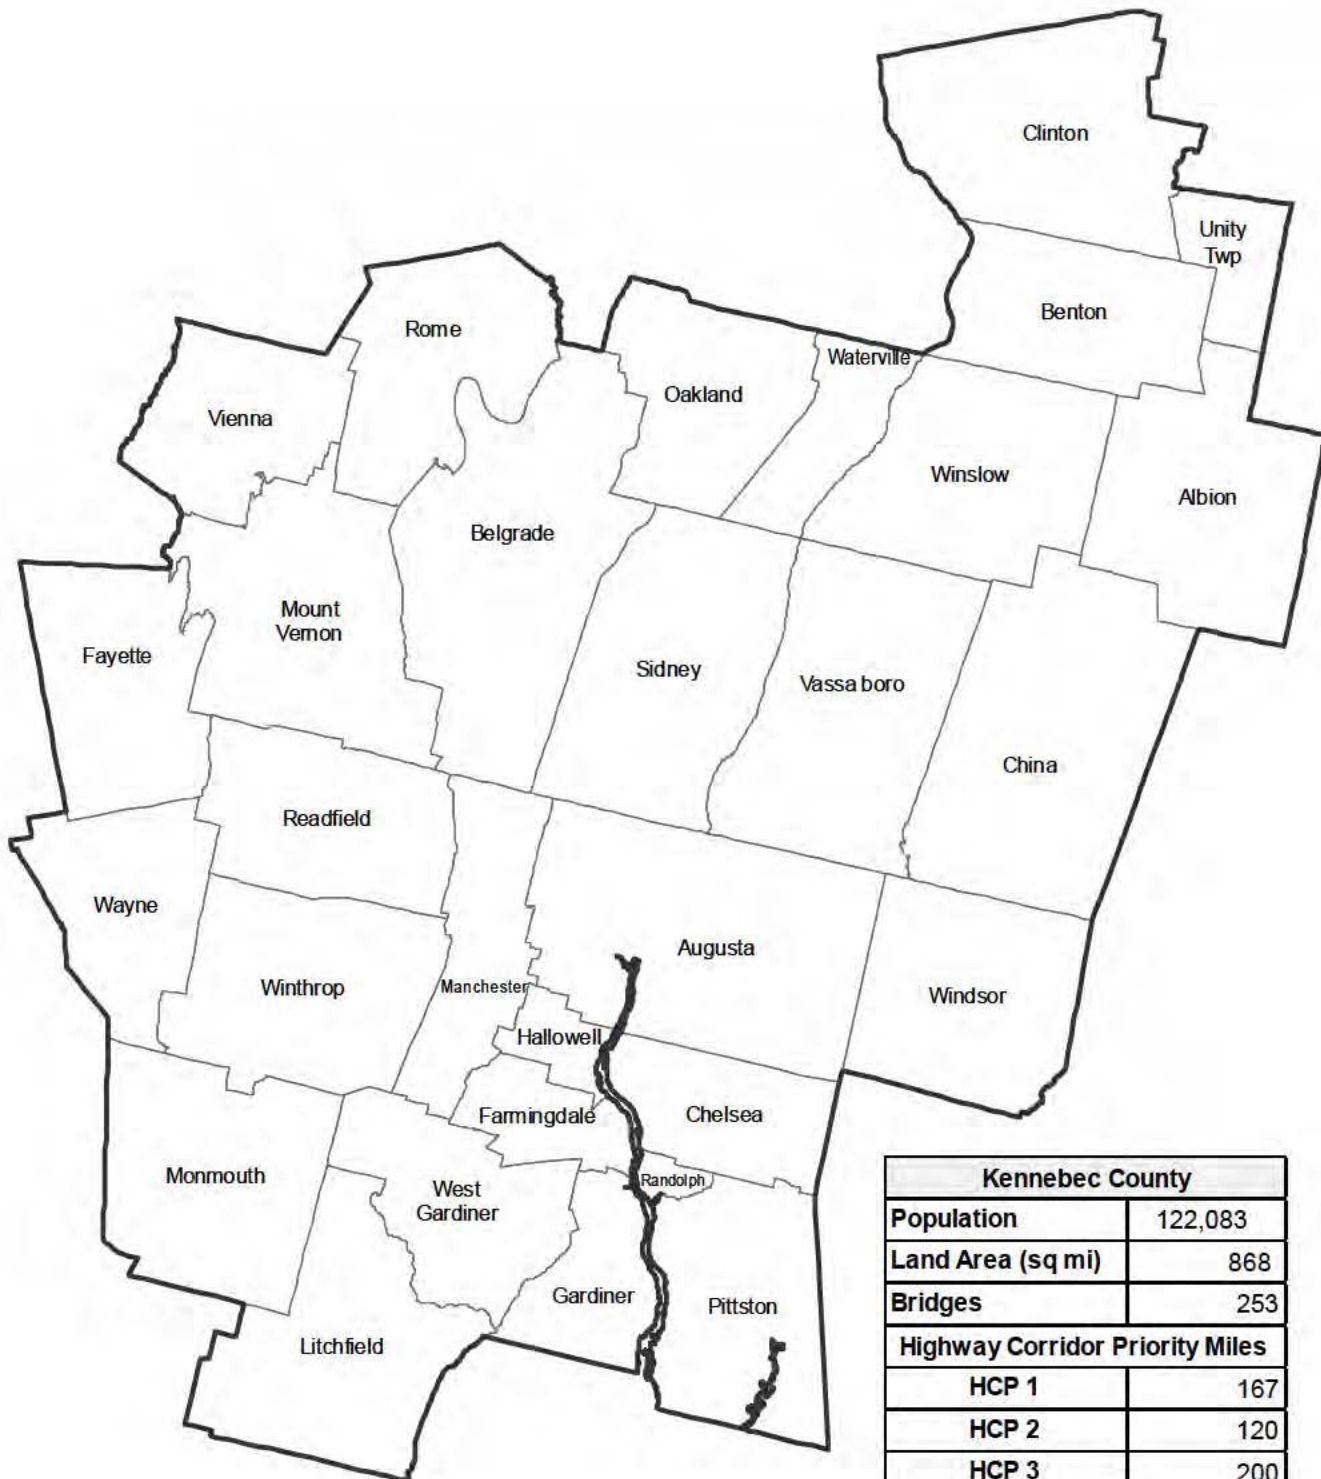 Clinton
Unity
Twp
Benton
Rome
Waterville
Oakland
Vienna
Winslow
Albion
Belgrade
Mount
Vernon
Fayette
Sidney
Vassaboro
China
Readfield
Wayne
Augusta
Winthrop
Manchester
Windsor
Hallowell
Farmingdale
Chelsea
Monmouth
Randolph
West
Gardiner
Gardiner
Pittston
Litchfield
Kennebec County
Population 122,083
Land Area (sq mi) 868
Bridges 253
Highway Corridor Priority Miles
HCP 1 167
HCP 2 120
HCP 3 200